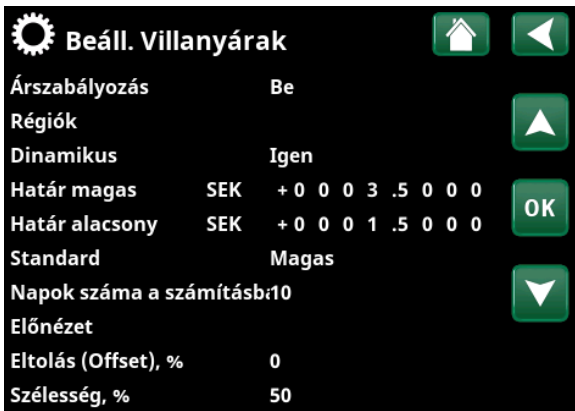 Beáll. Villanyárak
Árszabályozás Be
Régiók
Dinamikus Igen
Határ magas SEK +0 0 0 3 .5 0 0 0
Határ alacsony SEK +0 0 0 1 .5 0 0 0
OK
Standard Magas
Napok száma a számításba 10
Előnézet
Eltolás (Offset), % 0
Szélesség, % 50